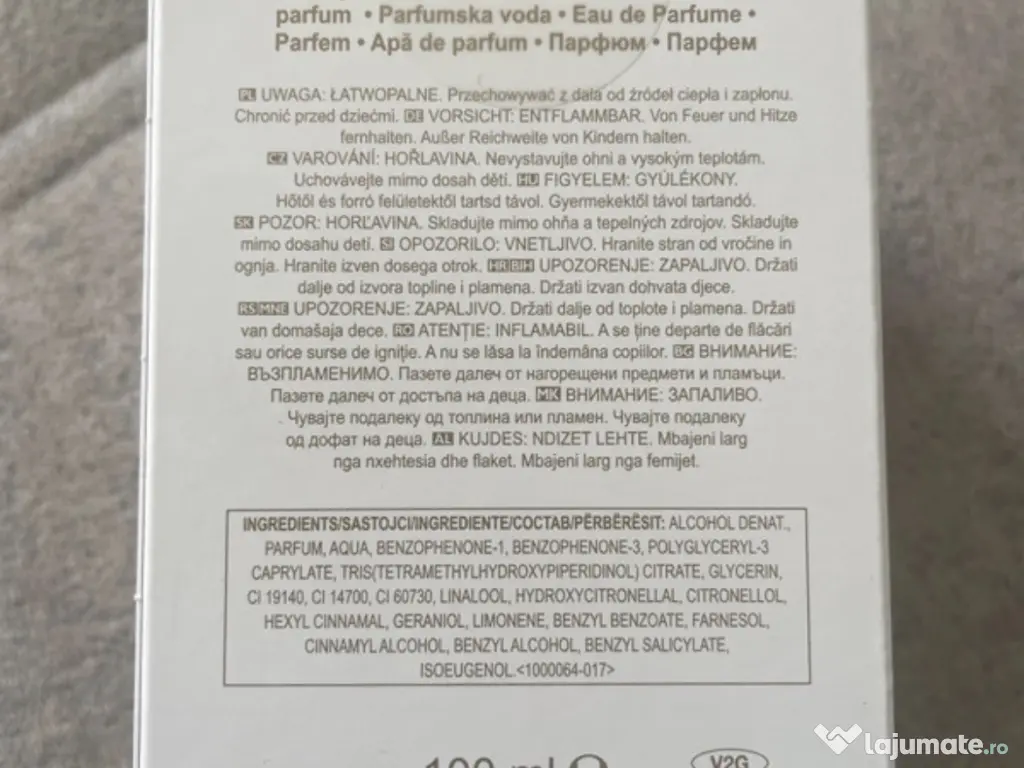 parfum • Parfumska voda • Eau de Parfume •
Parfem • Apă de parfum • Парфюм • Парфем
PL UWAGA: ŁATWOPALNE. Przechowywać z dala od źródeł ciepła i zapłonu.
Chronić przed dziećmi. DE VORSICHT: ENTFLAMMBAR. Von Feuer und Hitze
fernhalten. Außer Reichweite von Kindern halten.
CZ VAROVÁNÍ: HOŘLAVINA. Nevystavujte ohni a vysokým teplotám.
Uchovávejte mimo dosah dětí. HU FIGYELEM: GYÚLÉKONY.
Hőtől és forró felületektől tartsd távol. Gyermekektől távol tartandó.
SK POZOR: HORĽAVINA. Skladujte mimo ohňa a tepelných zdrojov. Skladujte
mimo dosahu detí. SI OPOZORILO: VNETLJIVO. Hranite stran od vročine in
ognja. Hranite izven dosega otrok. HR/BIH UPOZORENJE: ZAPALJIVO. Držati
dalje od izvora topline i plamena. Držati izvan dohvata djece.
RS/MNE UPOZORENJE: ZAPALJIVO. Držati dalje od toplote i plamena. Držati
van domašaja dece. RO ATENȚIE: INFLAMABIL. A se ține departe de flăcări
sau orice surse de igniție. A nu se lăsa la îndemâna copiilor. BG ВНИМАНИЕ:
ВЪЗПЛАМЕНИМО. Пазете далеч от нагорещени предмети и пламъци.
Пазете далеч от достъпа на деца. MK ВНИМАНИЕ: ЗАПАЛИВО.
Чувајте подалеку од топлина или пламен. Чувајте подалеку
од дофат на деца. AL KUJDES: NDIZET LEHTE. Mbajeni larg
nga nxehtesia dhe flaket. Mbajeni larg nga femijet.
INGREDIENTS/SASTOJCI/INGREDIENTE/СОСТАВ/PËRBËRËSIT: ALCOHOL DENAT.,
PARFUM, AQUA, BENZOPHENONE-1, BENZOPHENONE-3, POLYGLYCERYL-3
CAPRYLATE, TRIS(TETRAMETHYLHYDROXYPIPERIDINOL) CITRATE, GLYCERIN,
CI 19140, CI 14700, CI 60730, LINALOOL, HYDROXYCITRONELLAL, CITRONELLOL,
HEXYL CINNAMAL, GERANIOL, LIMONENE, BENZYL BENZOATE, FARNESOL,
CINNAMYL ALCOHOL, BENZYL ALCOHOL, BENZYL SALICYLATE,
ISOEUGENOL.<1000064-017>
100 ml V2G
lajumate.ro